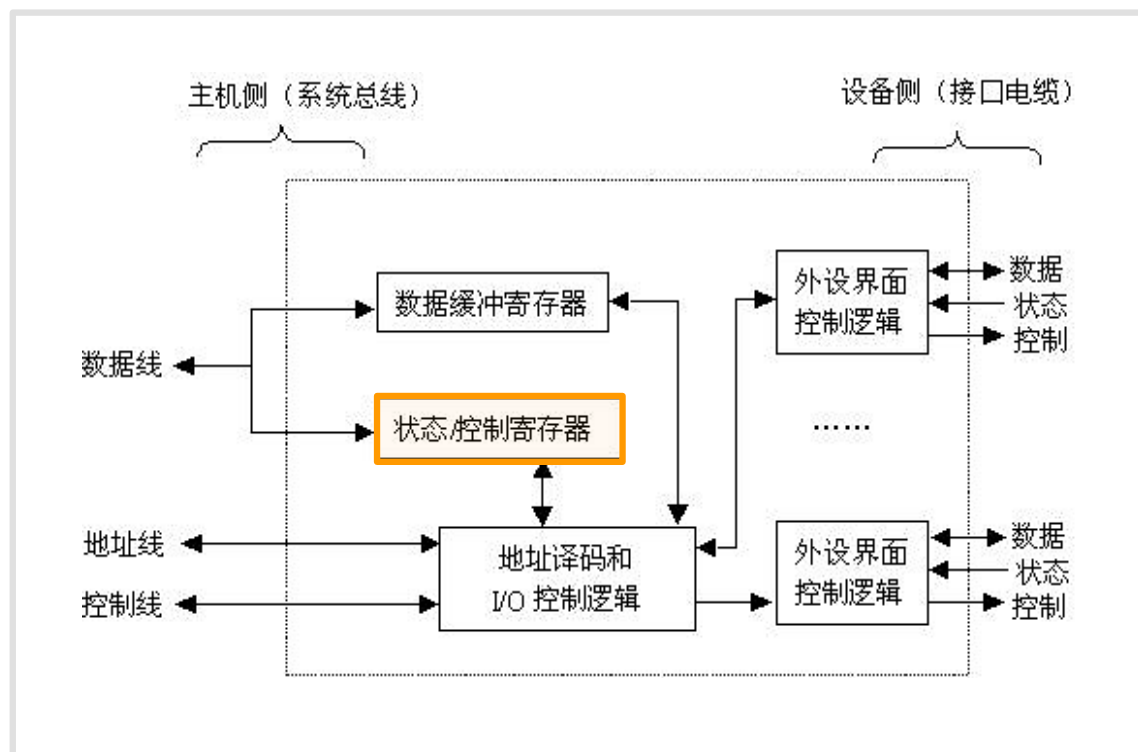 主机侧（系统总线）
设备侧（接口电缆）
数据缓冲寄存器
外设界面
控制逻辑
数据
状态
控制
数据线
状态/控制寄存器
……
地址线
控制线
地址译码和
I/O 控制逻辑
外设界面
控制逻辑
数据
状态
控制